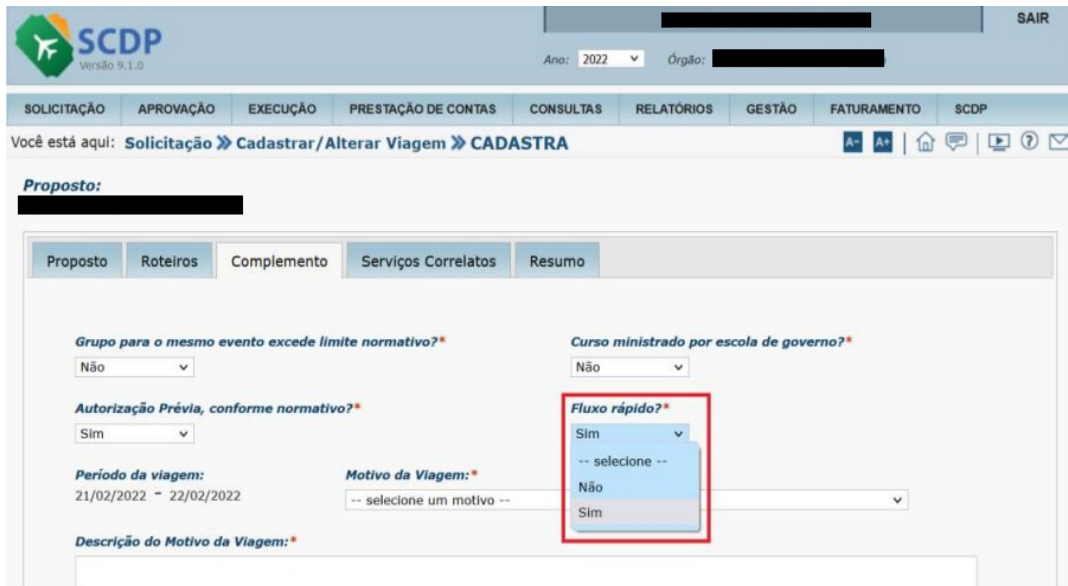 SCDP
Versão 9.1.0
SAIR
Ano: 2022 Órgão:
SOLICITAÇÃO APROVAÇÃO EXECUÇÃO PRESTAÇÃO DE CONTAS CONSULTAS RELATÓRIOS GESTÃO FATURAMENTO SCDP
Você está aqui: Solicitação » Cadastrar/Alterar Viagem » CADASTRA
A- A+ ?
Proposto:
Proposto Roteiros Complemento Serviços Correlatos Resumo
Grupo para o mesmo evento excede limite normativo?* Curso ministrado por escola de governo?*
Não Não
Autorização Prévia, conforme normativo?* Fluxo rápido?*
Sim Sim
-- selecione --
Não
Sim
Período da viagem: Motivo da Viagem:*
21/02/2022 - 22/02/2022 -- selecione um motivo --
Descrição do Motivo da Viagem:*